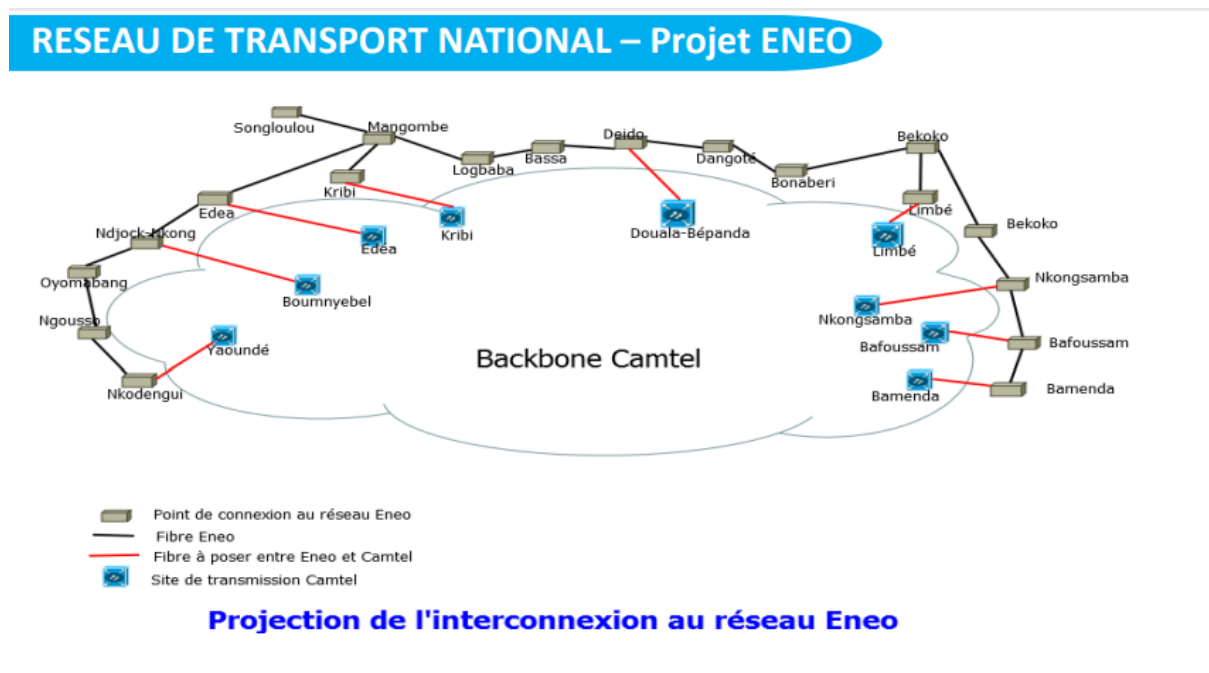 RESEAU DE TRANSPORT NATIONAL – Projet ENEO
Songloulou
Mangombe
Deido
Bekoko
Logbaba
Bassa
Dangoté
Bonaberi
Kribi
Edea
Limbé
Ndjock-Nkong
Kribi
Douala-Bépanda
Bekoko
Edea
Limbé
Oyomabang
Nkongsamba
Boumnyebel
Ngousso
Nkongsamba
Yaoundé
Bafoussam
Bafoussam
Backbone Camtel
Nkodengui
Bamenda
Bamenda
Point de connexion au réseau Eneo
Fibre Eneo
Fibre à poser entre Eneo et Camtel
Site de transmission Camtel
Projection de l'interconnexion au réseau Eneo